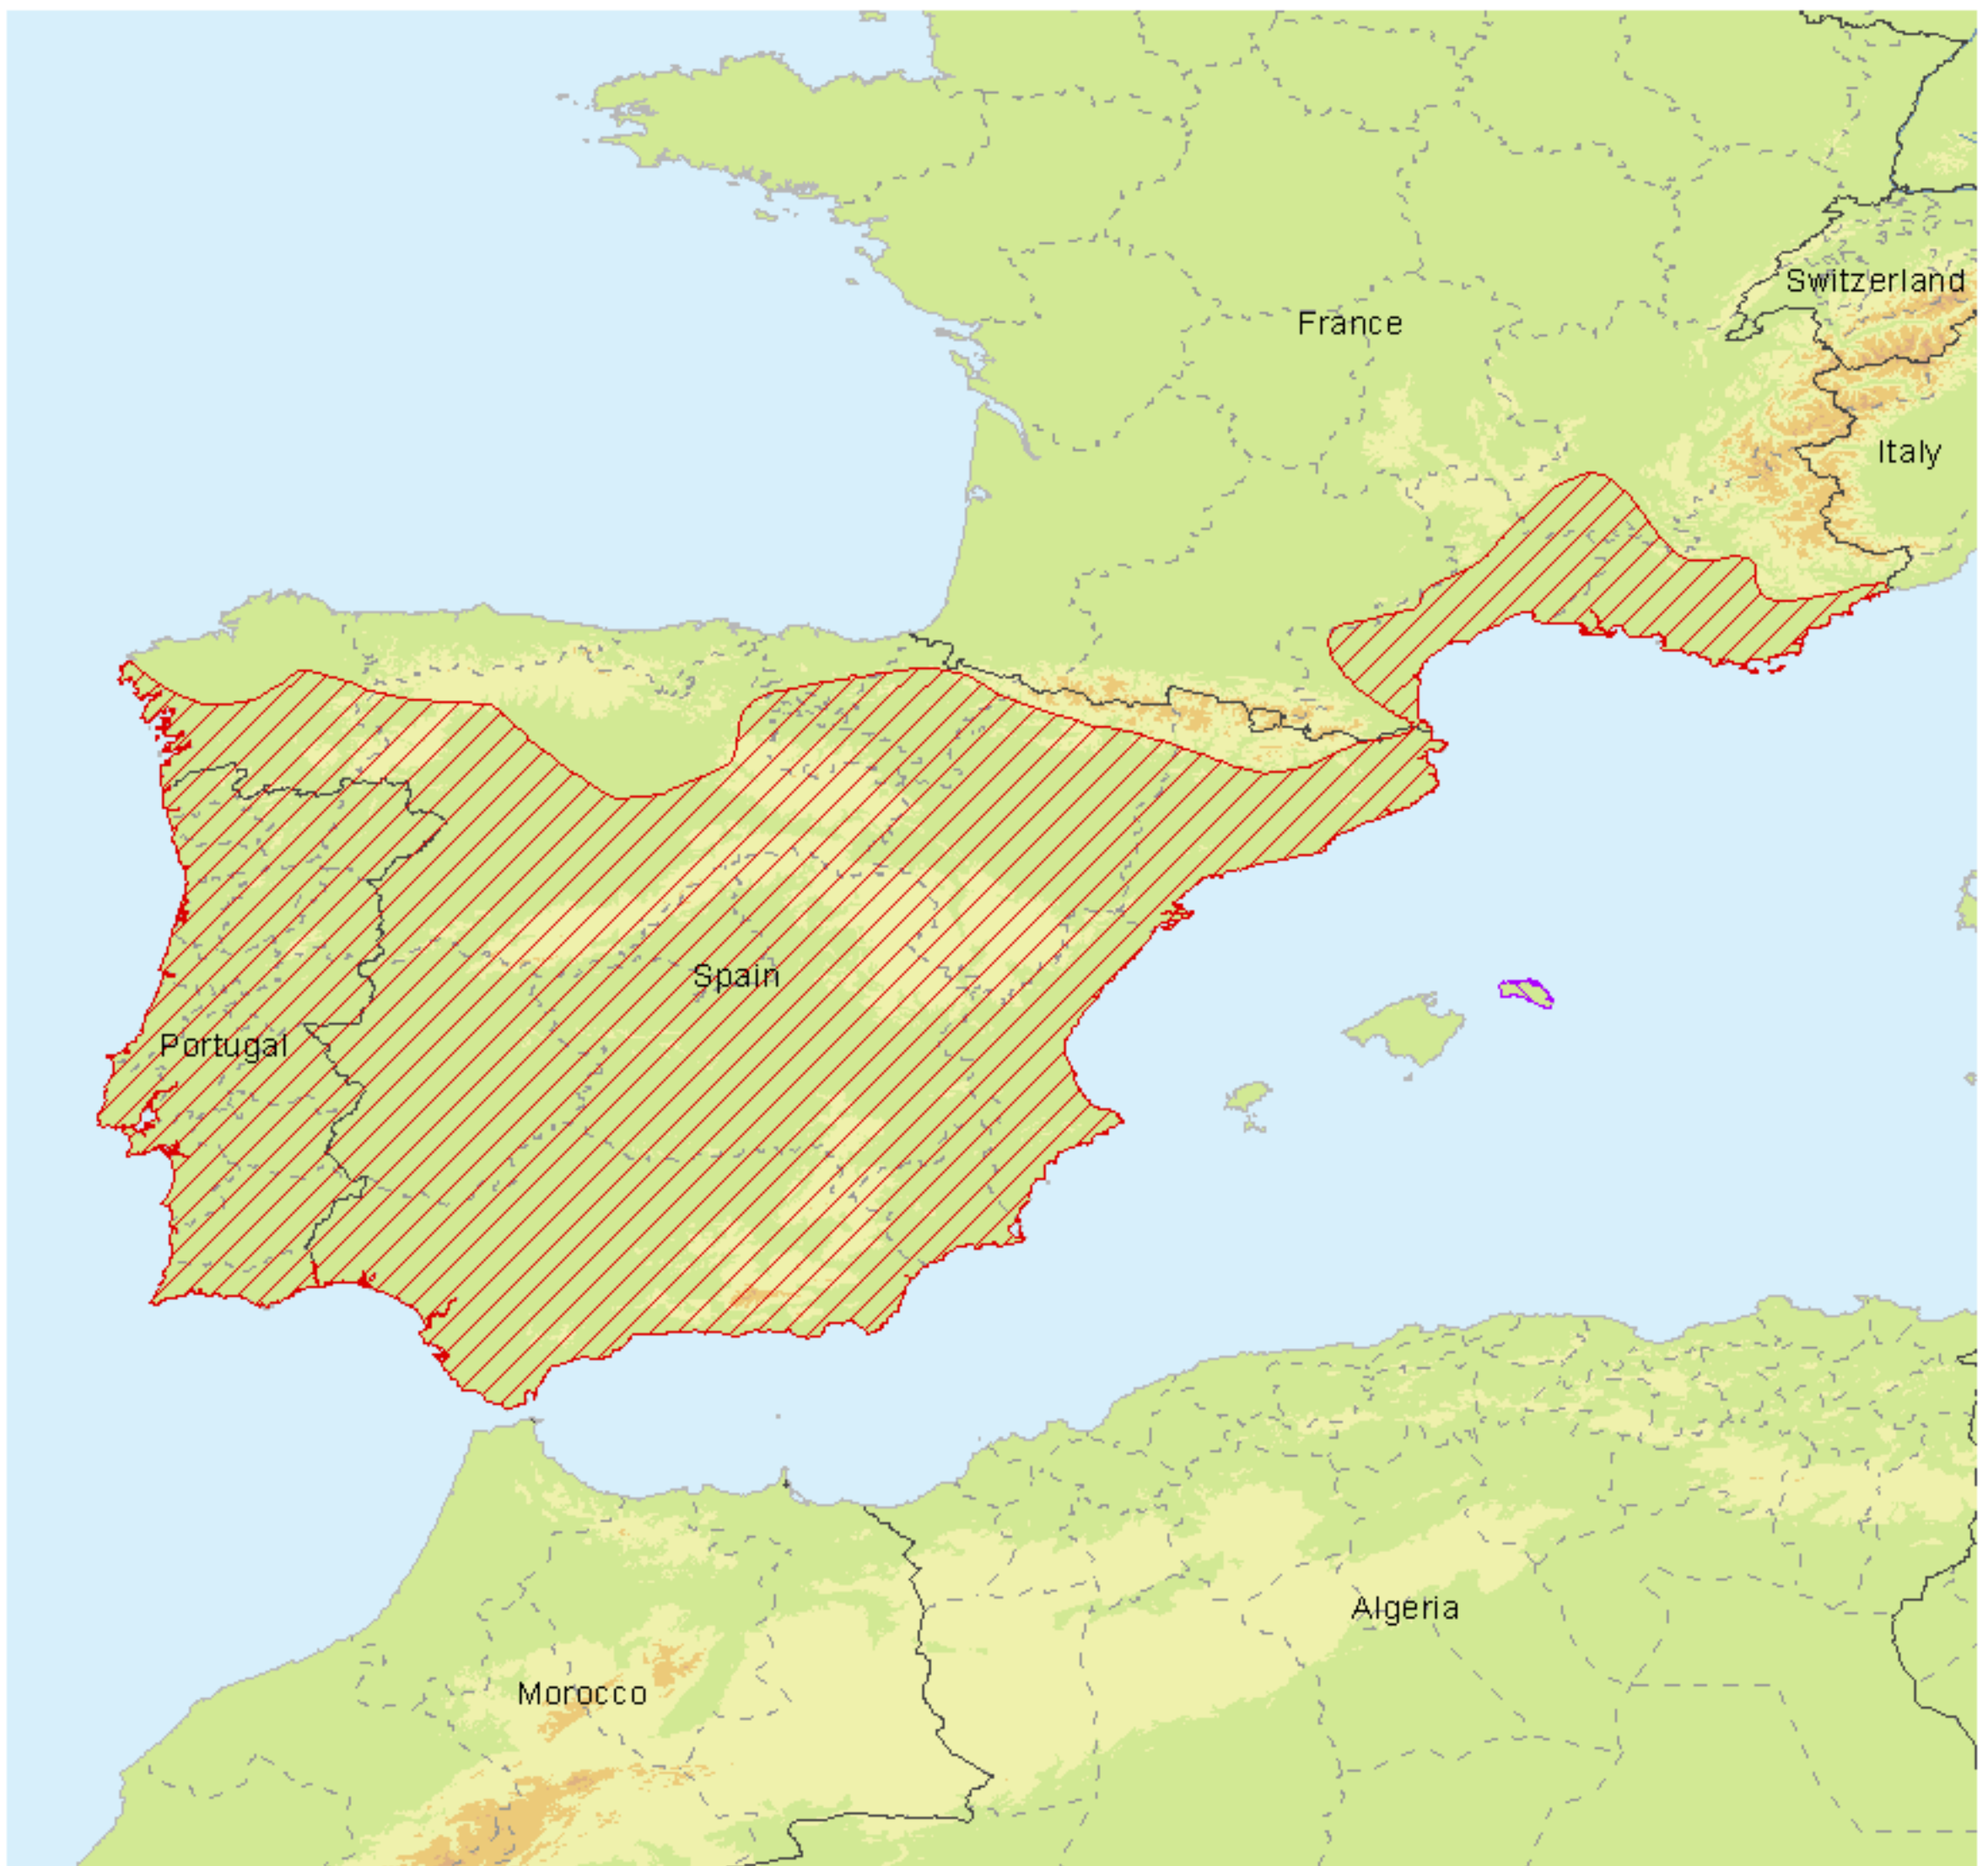 Switzerland
France
Italy
Spain
Portugal
Algeria
Morocco